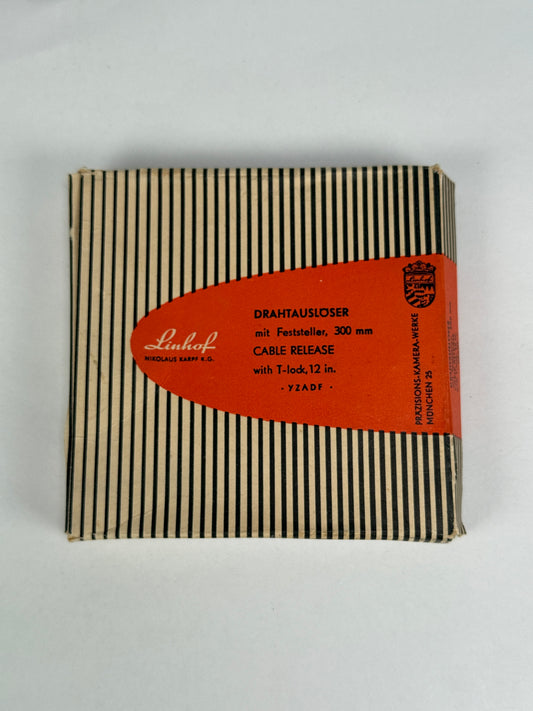 Linhof
NIKOLAUS KARPF K.G.
DRAHTAUSLÖSER
mit Feststeller, 300 mm
CABLE RELEASE
with T-lock, 12 in.
- YZADF -
Linhof
PRÄZISIONS-KAMERA-WERKE
MÜNCHEN 25